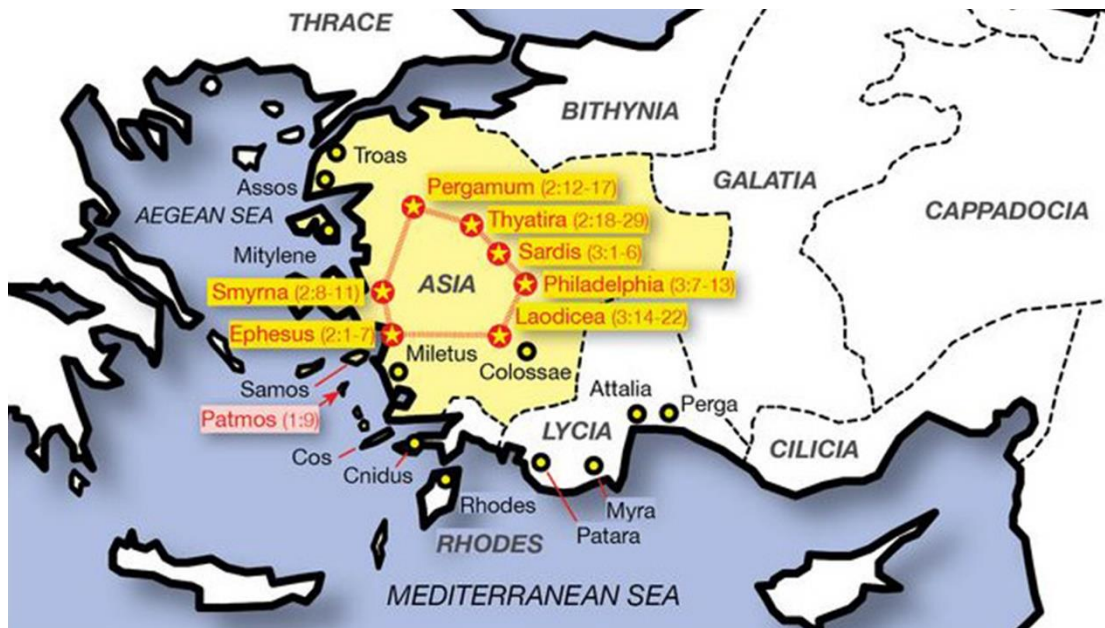 THRACE
BITHYNIA
Troas
Assos
Pergamum (2:12-17)
GALATIA
CAPPADOCIA
AEGEAN SEA
Thyatira (2:18-29)
Mitylene
Sardis (3:1-6)
ASIA
Smyrna (2:8-11)
Philadelphia (3:7-13)
Laodicea (3:14-22)
Ephesus (2:1-7)
Miletus
Colossae
Samos
Attalia
Perga
Patmos (1:9)
LYCIA
CILICIA
Cos
Cnidus
Rhodes
Myra
Patara
RHODES
MEDITERRANEAN SEA